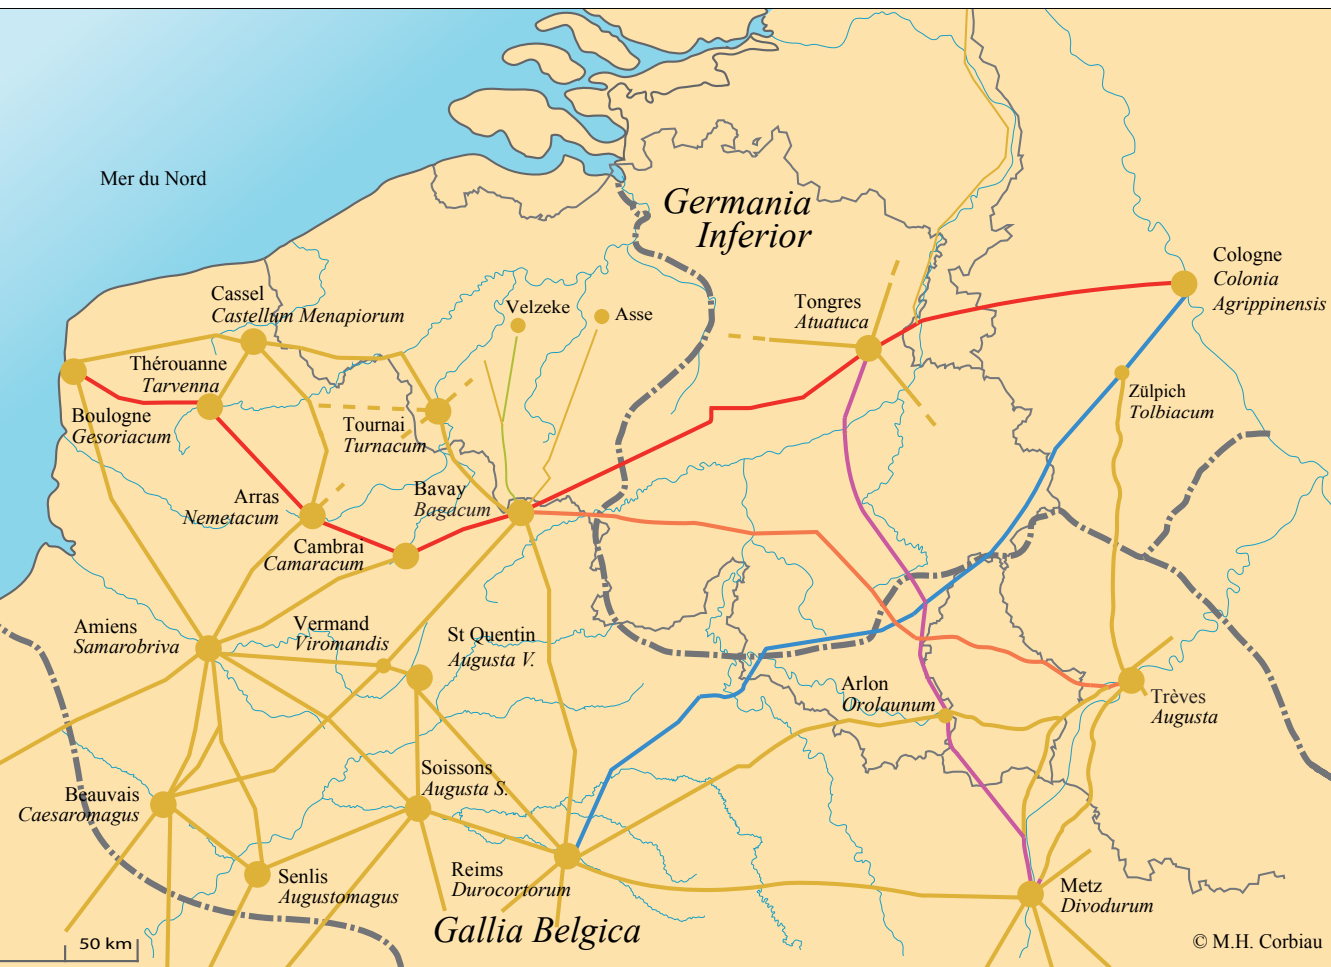 Mer du Nord
Germania
Inferior
Cologne
Colonia
Agrippinensis
Cassel
Castellum Menapiorum
Velzeke
Asse
Tongres
Atuatuca
Thérouanne
Tarvenna
Boulogne
Gesoriacum
Tournai
Turnacum
Zülpich
Tolbiacum
Arras
Nemetacum
Bavay
Bagacum
Cambrai
Camaracum
Amiens
Samarobriva
Vermand
Viromandis
St Quentin
Augusta V.
Arlon
Orolaunum
Trèves
Augusta
Beauvais
Caesaromagus
Soissons
Augusta S.
Senlis
Augustomagus
Reims
Durocortorum
Metz
Divodurum
Gallia Belgica
50 km
© M.H. Corbiau